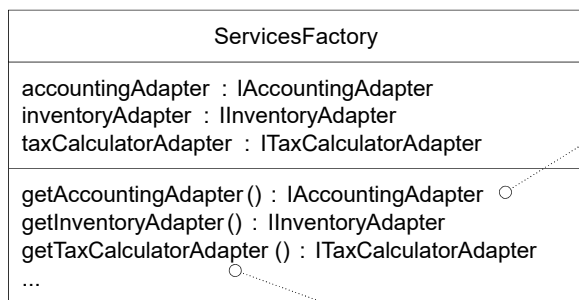 ServicesFactory
accountingAdapter : IAccountingAdapter
inventoryAdapter : IInventoryAdapter
taxCalculatorAdapter : ITaxCalculatorAdapter
getAccountingAdapter() : IAccountingAdapter
getInventoryAdapter() : IInventoryAdapter
getTaxCalculatorAdapter() : ITaxCalculatorAdapter
...